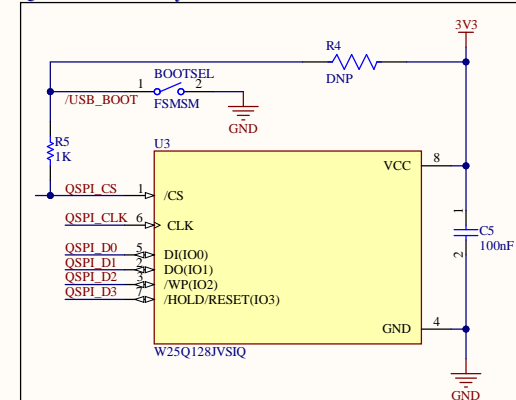 3V3
R4
DNP
BOOTSEL
1
2
/USB_BOOT
FSMSM
GND
R5
1K
U3
VCC
8
QSPI_CS
1
/CS
QSPI_CLK
6
CLK
1
C5
100nF
2
QSPI_D0
5
DI(IO0)
QSPI_D1
2
DO(IO1)
QSPI_D2
3
/WP(IO2)
QSPI_D3
7
/HOLD/RESET(IO3)
GND
4
W25Q128JVSIQ
GND